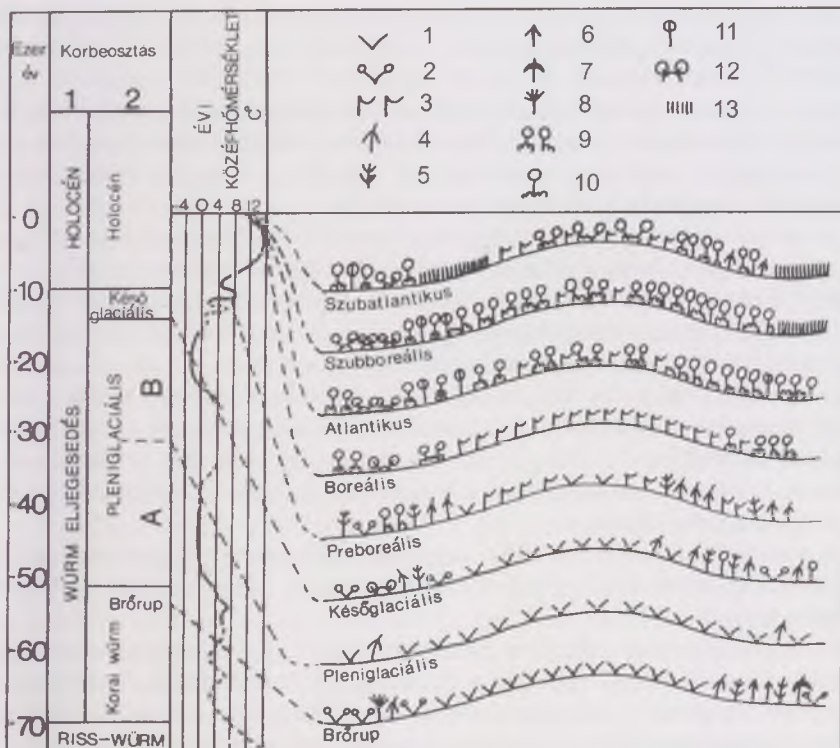 Ezer
év
Korbeosztás
1
2
ÉVI
KÖZÉPHŐMÉRSÉKLET
C°
-4 0 4 8 12
1
2
3
4
5
6
7
8
9
10
11
12
13
0
-10
-20
-30
-40
-50
-60
-70
HOLOCÉN
Holocén
WÜRM ELJEGESEDÉS
Késő
glaciális
PLENIGLACIÁLIS
B
A
Brőrup
Korai würm
RISS-WÜRM
Szubatlantikus
Szubboreális
Atlantikus
Boreális
Preboreális
Későglaciális
Pleniglaciális
Brőrup